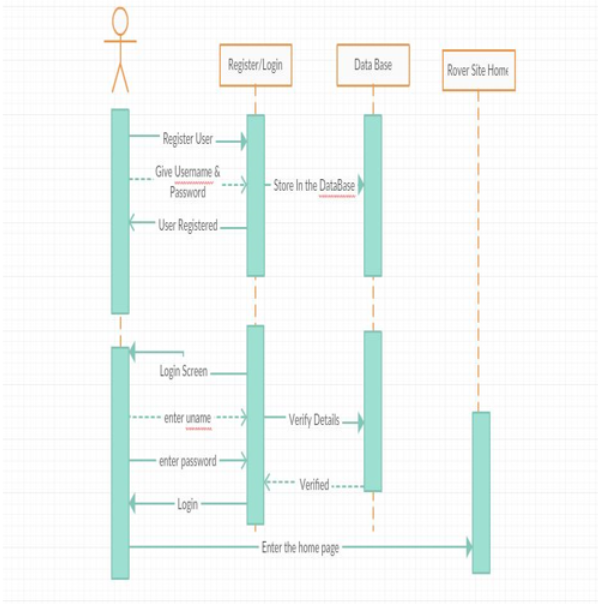 Register/Login
Data Base
Rover Site Home
Register User
Give Username &
Password
Store In the DataBase
User Registered
Login Screen
enter uname
Verify Details
enter password
Verified
Login
Enter the home page